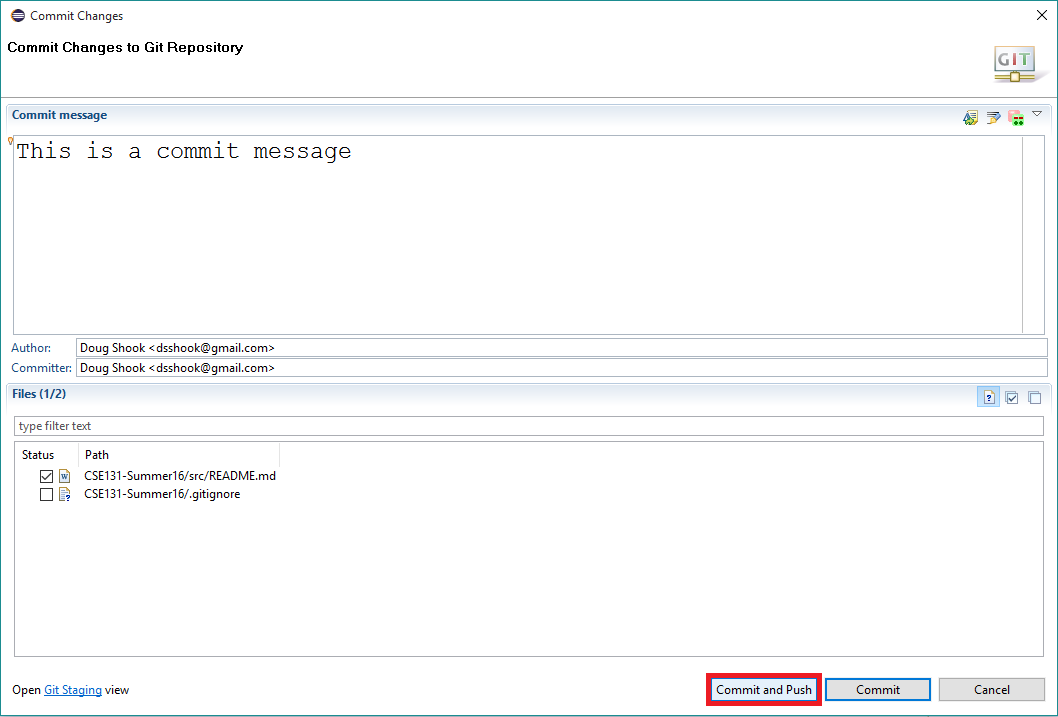 Commit Changes
Commit Changes to Git Repository
GIT
Commit message
This is a commit message
Author: Doug Shook <dsshook@gmail.com>
Committer: Doug Shook <dsshook@gmail.com>
Files (1/2)
type filter text
Status Path
CSE131-Summer16/src/README.md
CSE131-Summer16/.gitignore
Open Git Staging view Commit and Push Commit Cancel